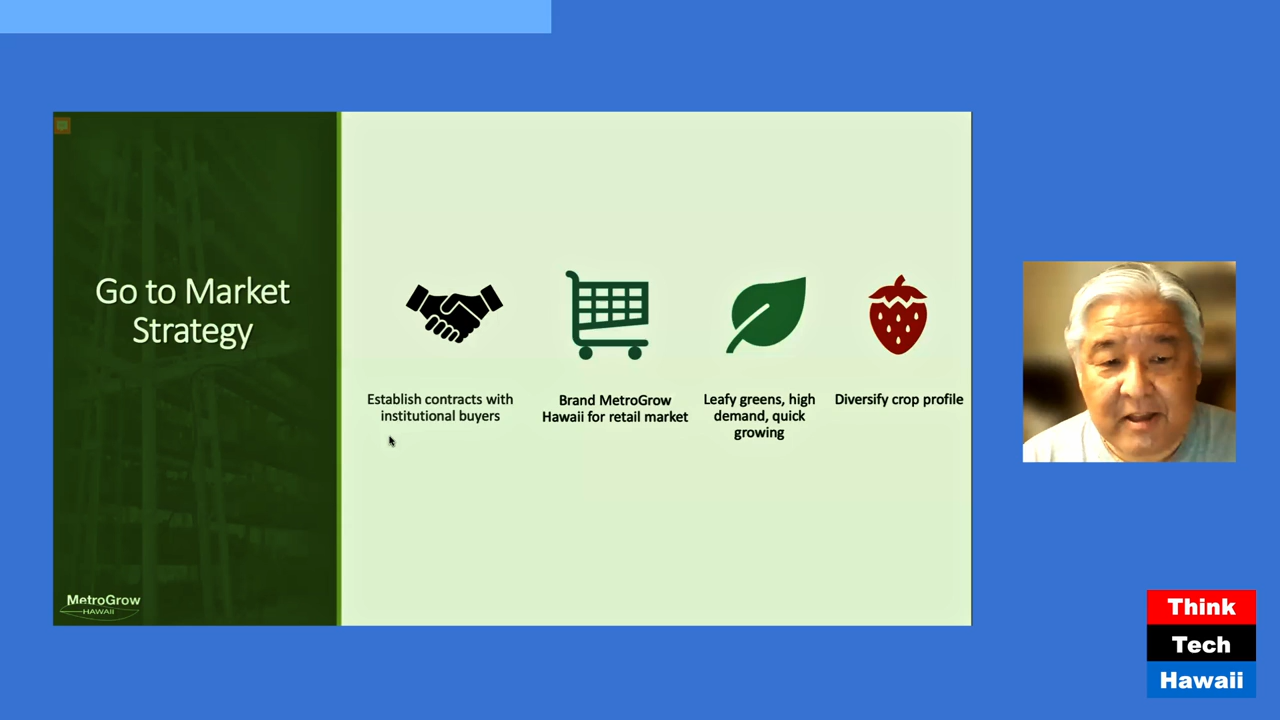 Go to Market
Strategy
Establish contracts with
institutional buyers
Brand MetroGrow
Hawaii for retail market
Leafy greens, high
demand, quick
growing
Diversify crop profile
MetroGrow
HAWAII
Think
Tech
Hawaii